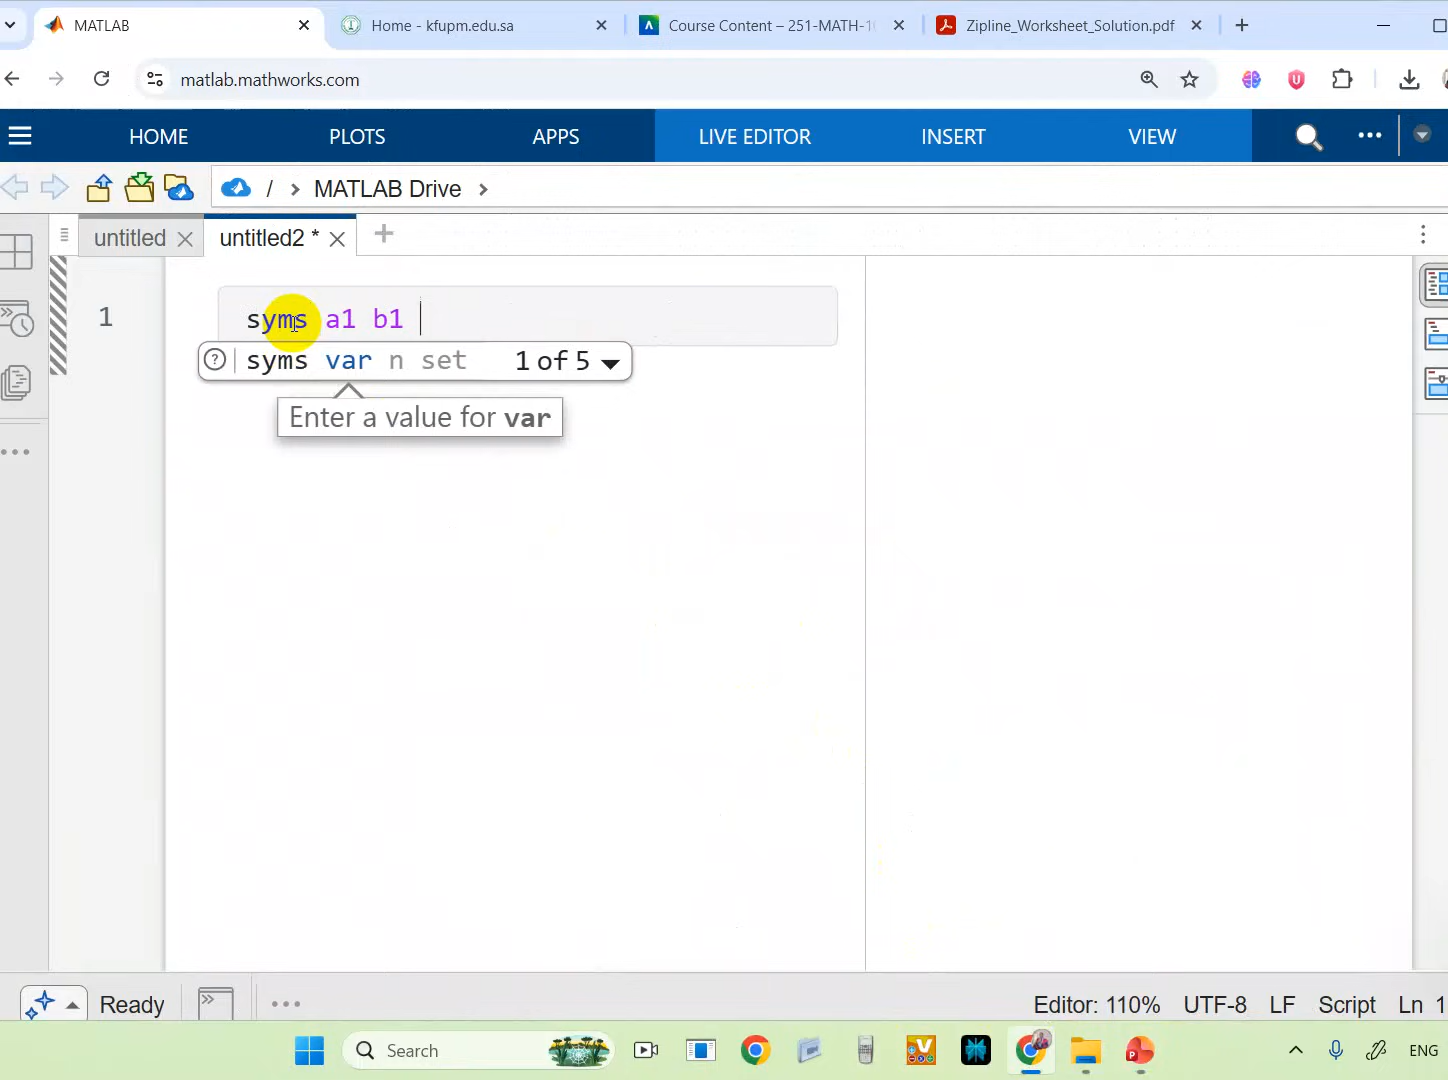 MATLAB
Home - kfupm.edu.sa
Course Content – 251-MATH-10
Zipline_Worksheet_Solution.pdf
matlab.mathworks.com
HOME
PLOTS
APPS
LIVE EDITOR
INSERT
VIEW
/ > MATLAB Drive >
untitled
untitled2 *
1
syms a1 b1
syms var n set 1 of 5
Enter a value for var
Ready
Editor: 110%
UTF-8
LF
Script
Ln 1
Search
ENG